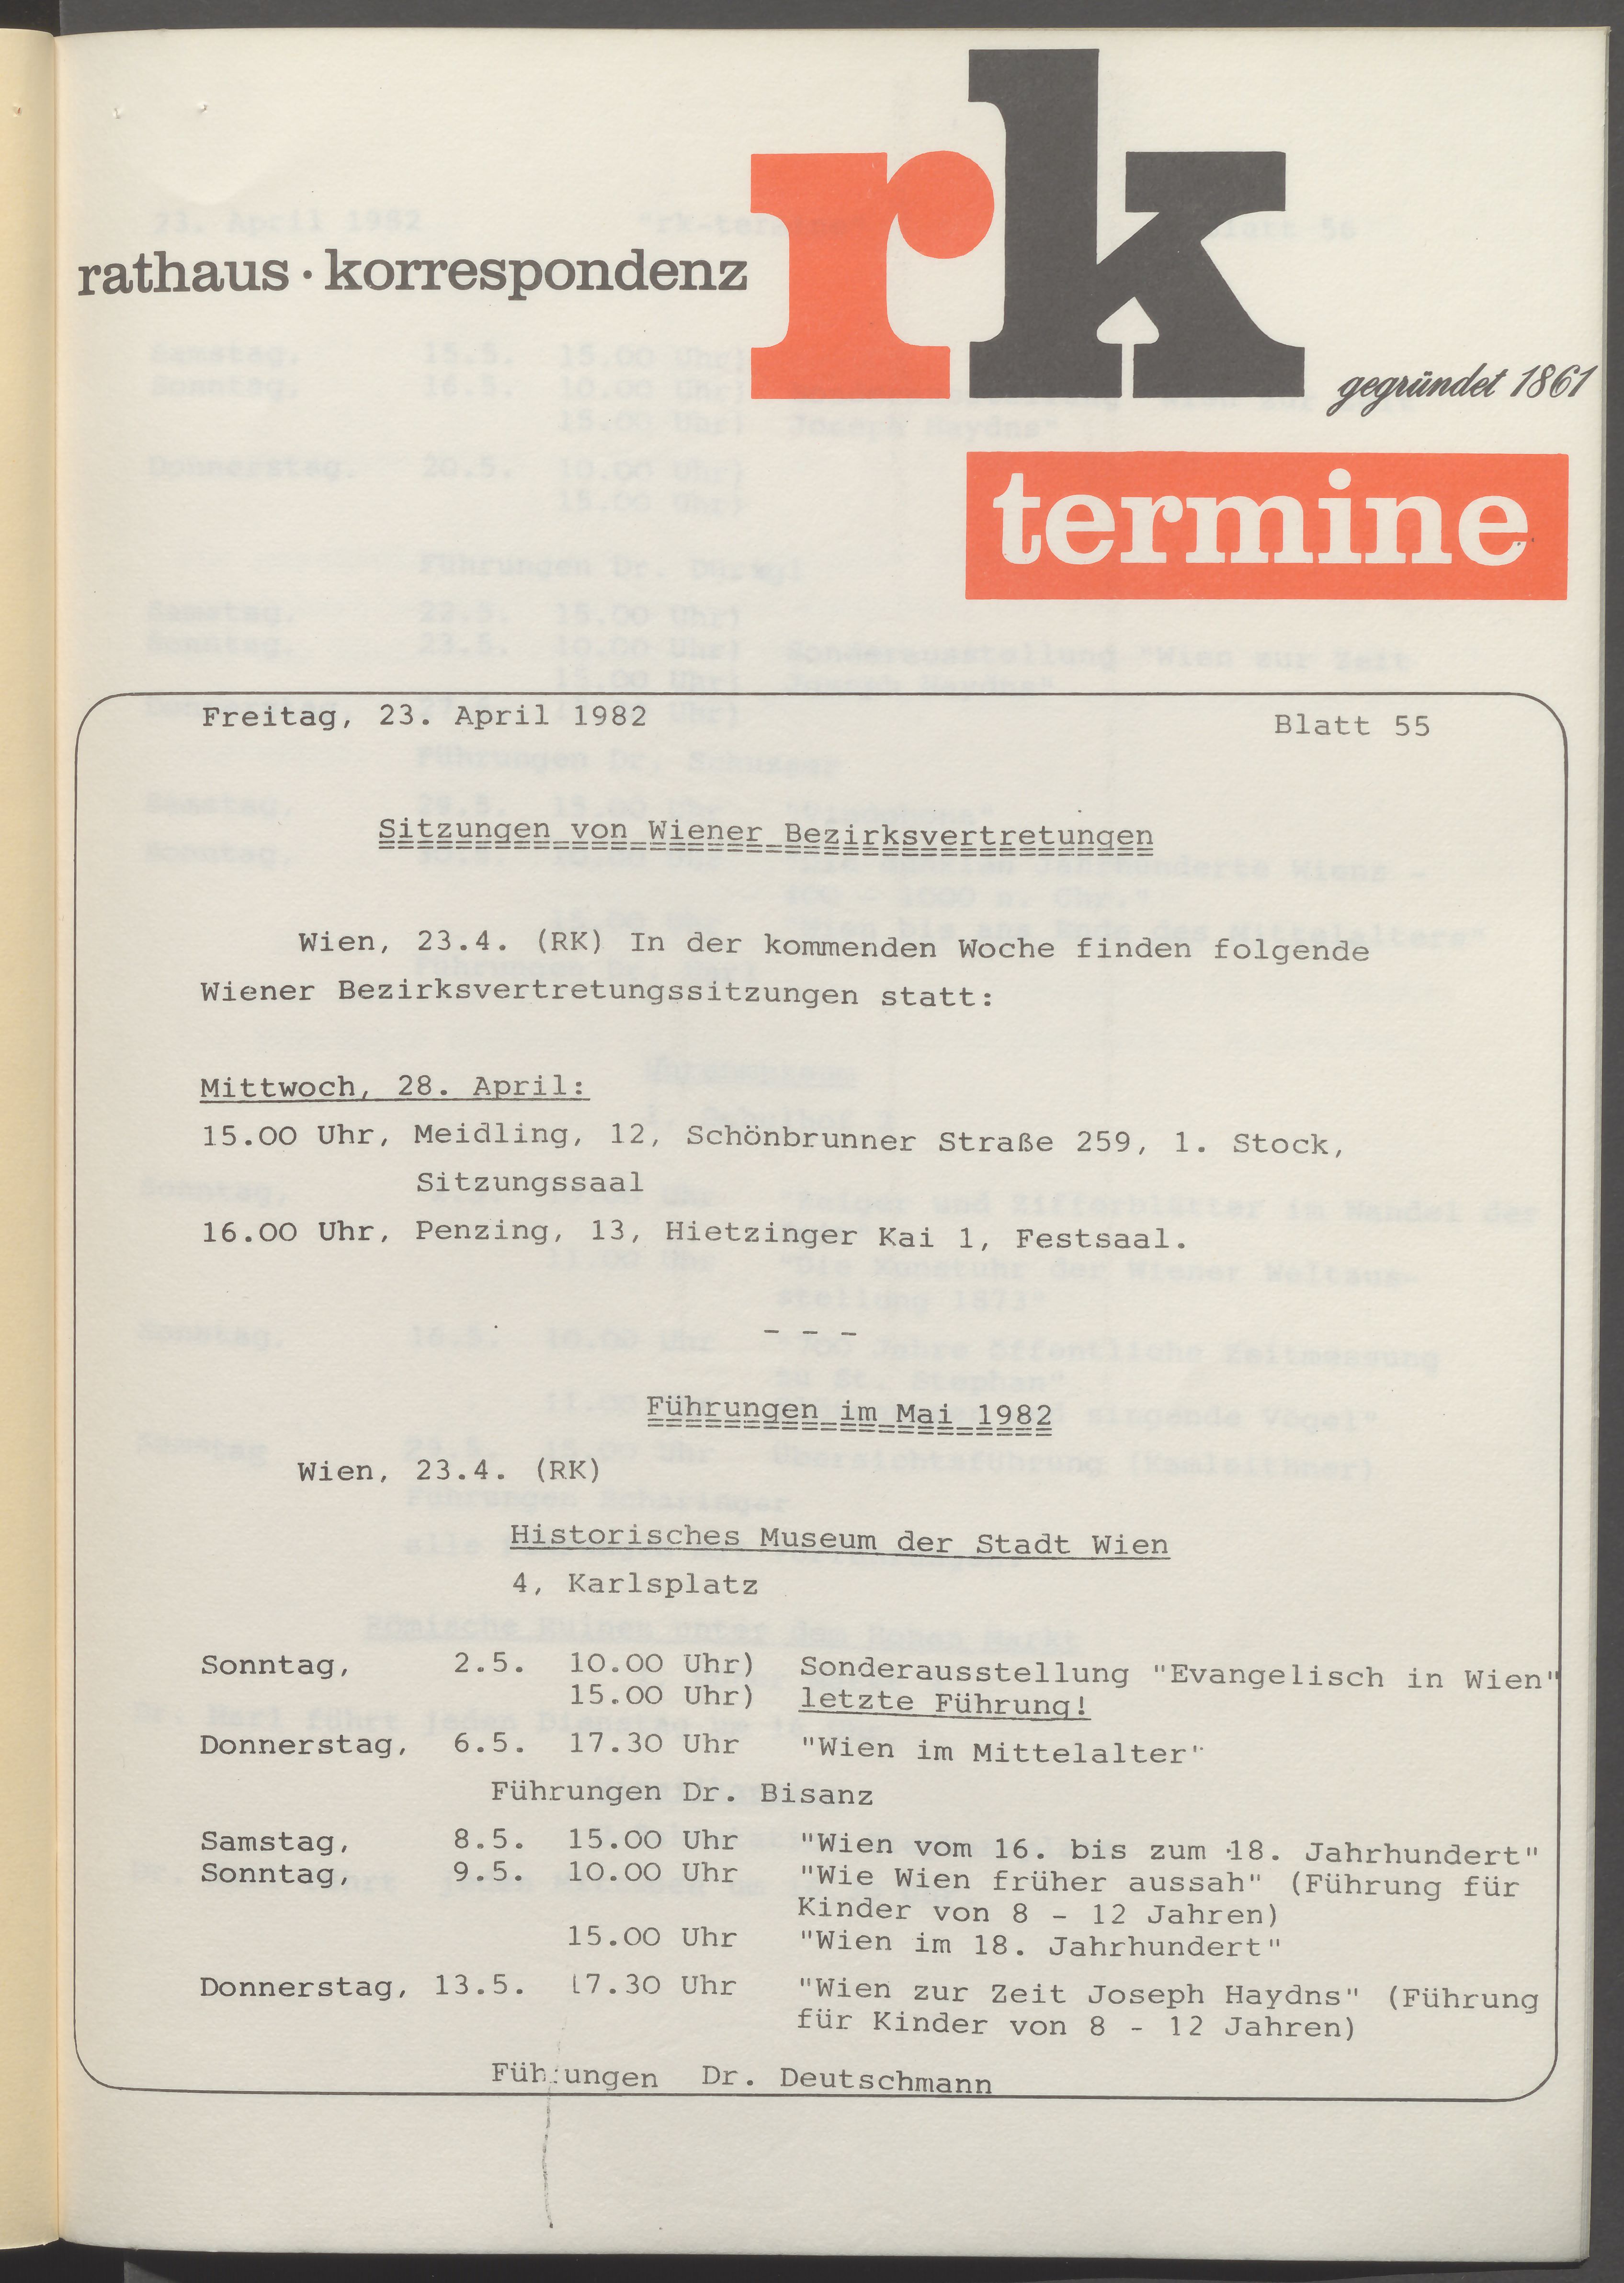 rk
rathaus · korrespondenz
gegründet 1861
termine
Freitag, 23. April 1982 Blatt 55
Sitzungen von Wiener Bezirksvertretungen
Wien, 23.4. (RK) In der kommenden Woche finden folgende
Wiener Bezirksvertretungssitzungen statt:
Mittwoch, 28. April:
15.00 Uhr, Meidling, 12, Schönbrunner Straße 259, 1. Stock,
Sitzungssaal
16.00 Uhr, Penzing, 13, Hietzinger Kai 1, Festsaal.
- - -
Führungen im Mai 1982
Wien, 23.4. (RK)
Historisches Museum der Stadt Wien
4, Karlsplatz
Sonntag, 2.5. 10.00 Uhr) Sonderausstellung "Evangelisch in Wien"
15.00 Uhr) letzte Führung!
Donnerstag, 6.5. 17.30 Uhr "Wien im Mittelalter"
Führungen Dr. Bisanz
Samstag, 8.5. 15.00 Uhr "Wien vom 16. bis zum 18. Jahrhundert"
Sonntag, 9.5. 10.00 Uhr "Wie Wien früher aussah" (Führung für
Kinder von 8 - 12 Jahren)
15.00 Uhr "Wien im 18. Jahrhundert"
Donnerstag, 13.5. 17.30 Uhr "Wien zur Zeit Joseph Haydns" (Führung
für Kinder von 8 - 12 Jahren)
Führungen Dr. Deutschmann